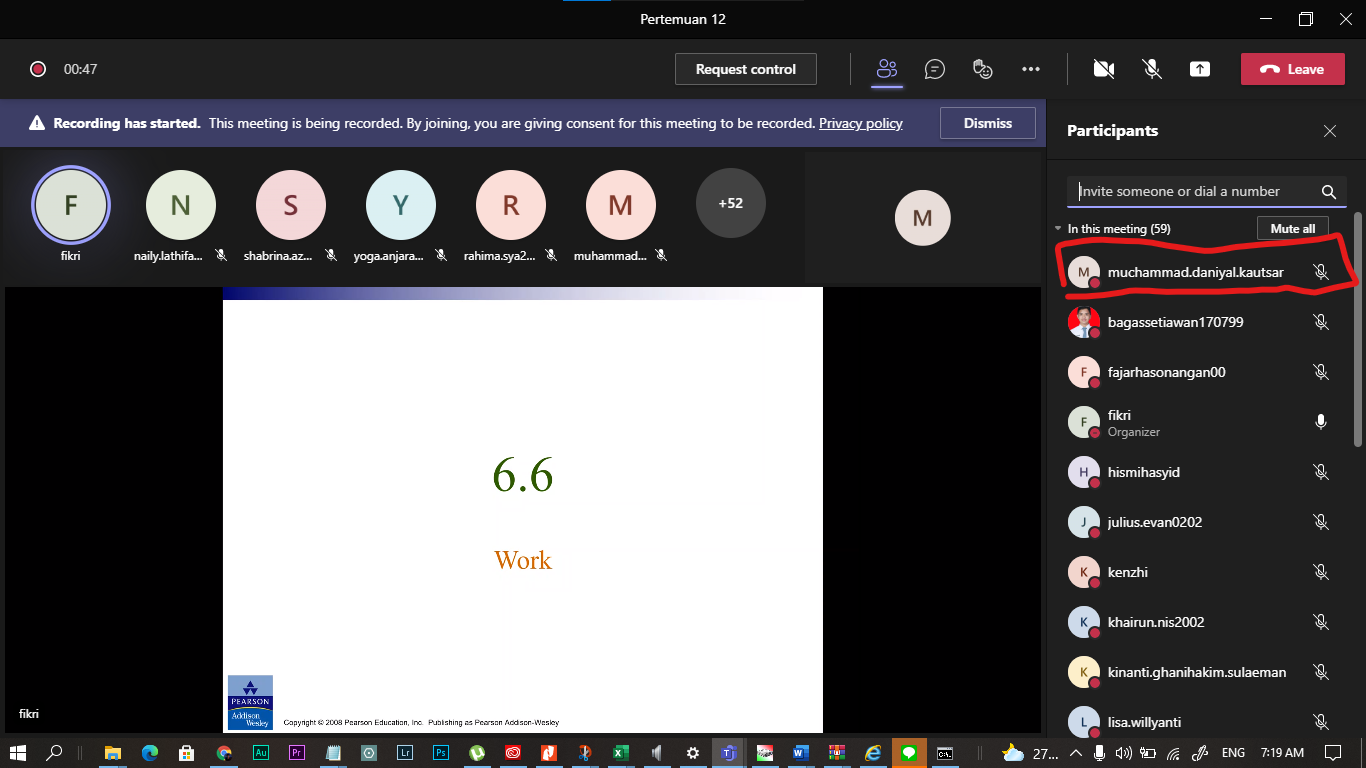 Pertemuan 12
00:47
Request control
Leave
Recording has started. This meeting is being recorded. By joining, you are giving consent for this meeting to be recorded. Privacy policy
Dismiss
F
fikri
N
naily.lathifa...
S
shabrina.az...
Y
yoga.anjara...
R
rahima.sya2...
M
muhammad...
+52
M
6.6
Work
PEARSON
Addison
Wesley
Copyright © 2008 Pearson Education, Inc. Publishing as Pearson Addison-Wesley
fikri
Participants
Invite someone or dial a number
In this meeting (59)
Mute all
M
muchammad.daniyal.kautsar
bagassetiawan170799
F
fajarhasonangan00
F
fikri
Organizer
H
hismihasyid
J
julius.evan0202
K
kenzhi
K
khairun.nis2002
K
kinanti.ghanihakim.sulaeman
L
lisa.willyanti
Au
Pr
Lr
Ps
27...
ENG
7:19 AM